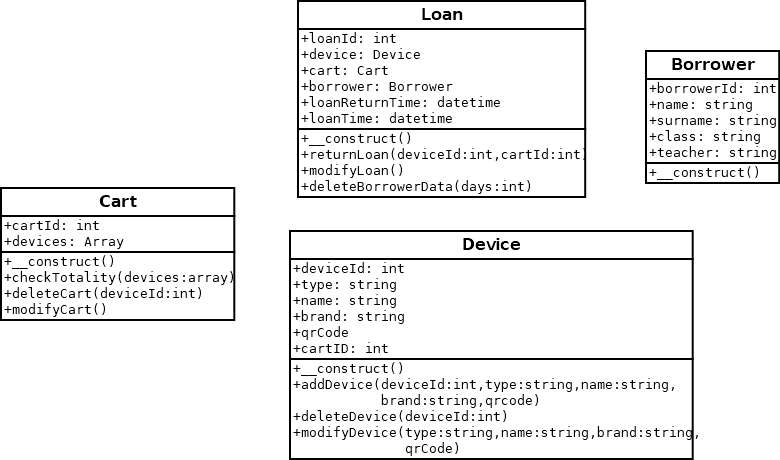 Loan
+loanId: int
+device: Device
+cart: Cart
+borrower: Borrower
+loanReturnTime: datetime
+loanTime: datetime
+__construct()
+returnLoan(deviceId:int,cartId:int)
+modifyLoan()
+deleteBorrowerData(days:int)
Borrower
+borrowerId: int
+name: string
+surname: string
+class: string
+teacher: string
+__construct()
Cart
+cartId: int
+devices: Array
+__construct()
+checkTotality(devices:array)
+deleteCart(deviceId:int)
+modifyCart()
Device
+deviceId: int
+type: string
+name: string
+brand: string
+qrCode
+cartID: int
+__construct()
+addDevice(deviceId:int,type:string,name:string,
brand:string,qrcode)
+deleteDevice(deviceId:int)
+modifyDevice(type:string,name:string,brand:string,
qrCode)